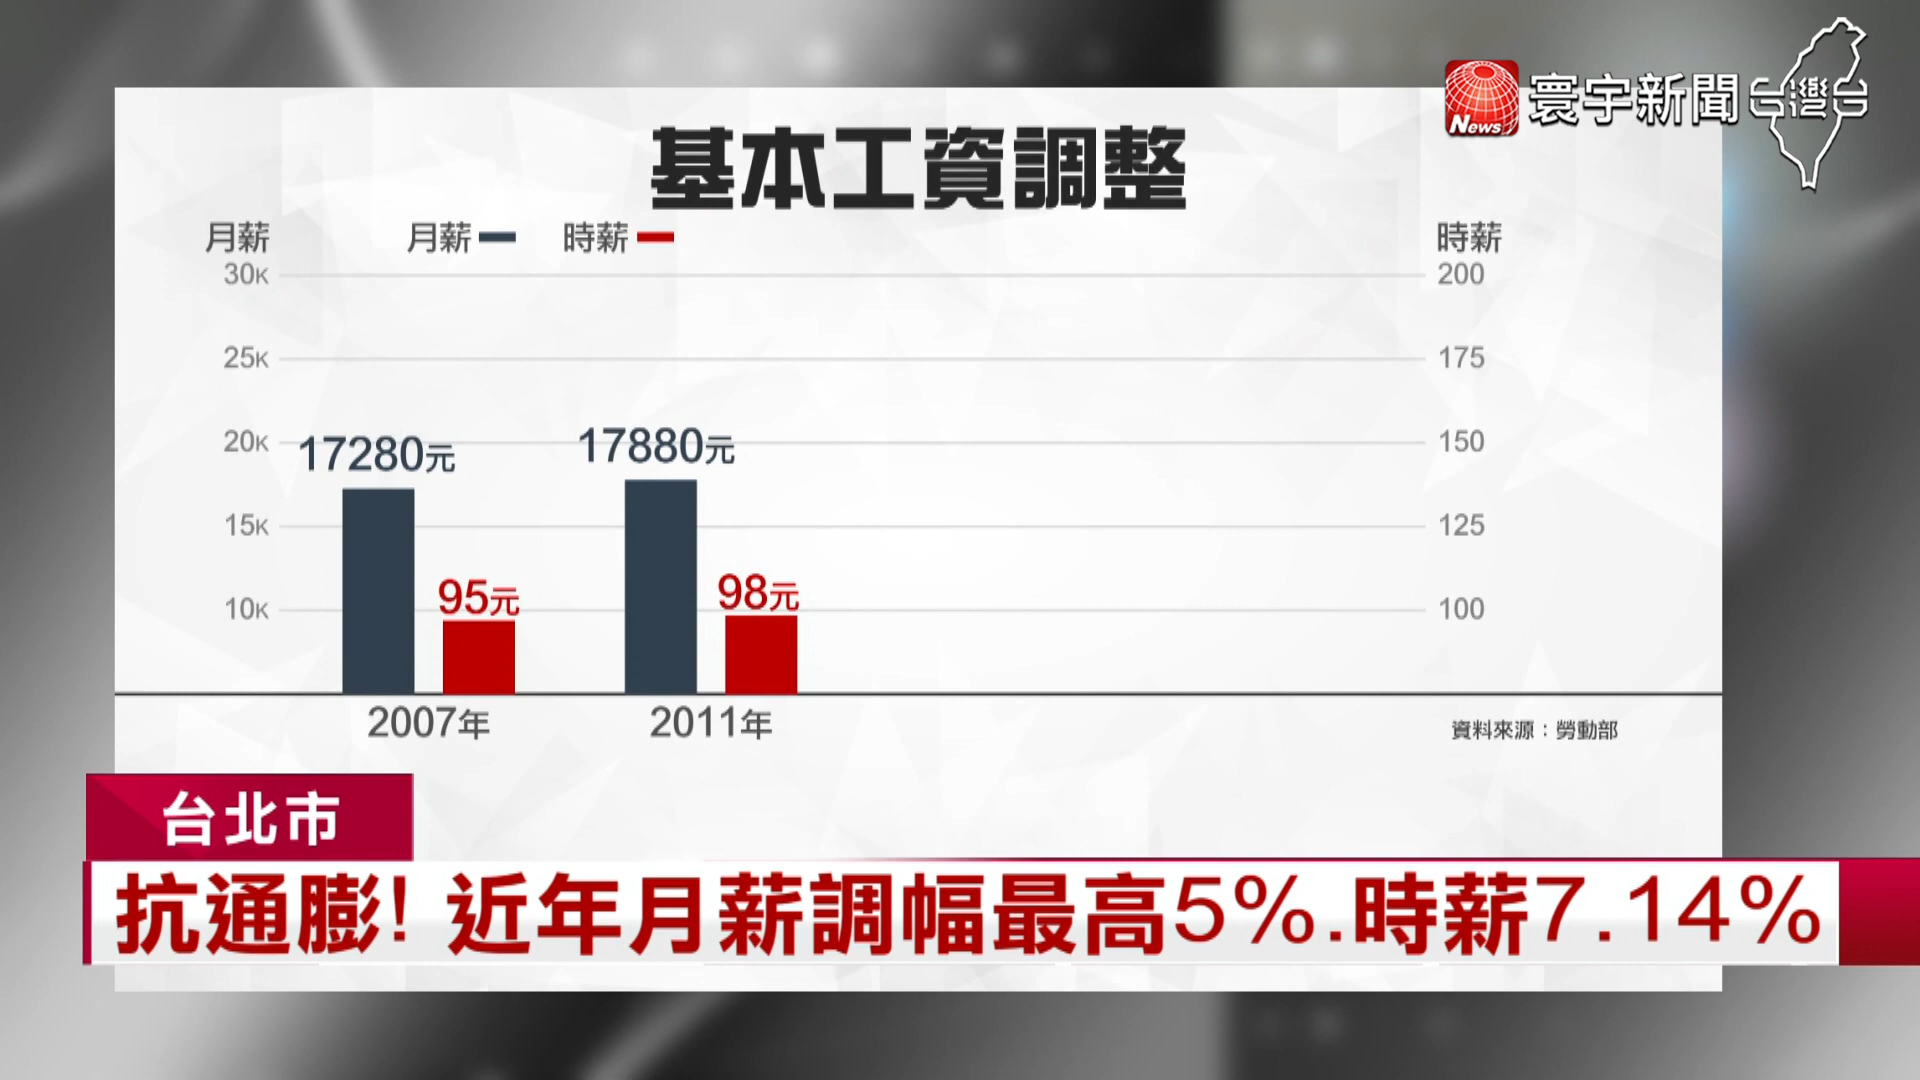 News 寰宇新聞 台灣台
基本工資調整
月薪 月薪 時薪 時薪
30K 200
25K 175
20K 150
15K 125
10K 100
17280元 17880元
95元 98元
2007年 2011年
資料來源：勞動部
台北市
抗通膨! 近年月薪調幅最高5%.時薪7.14%